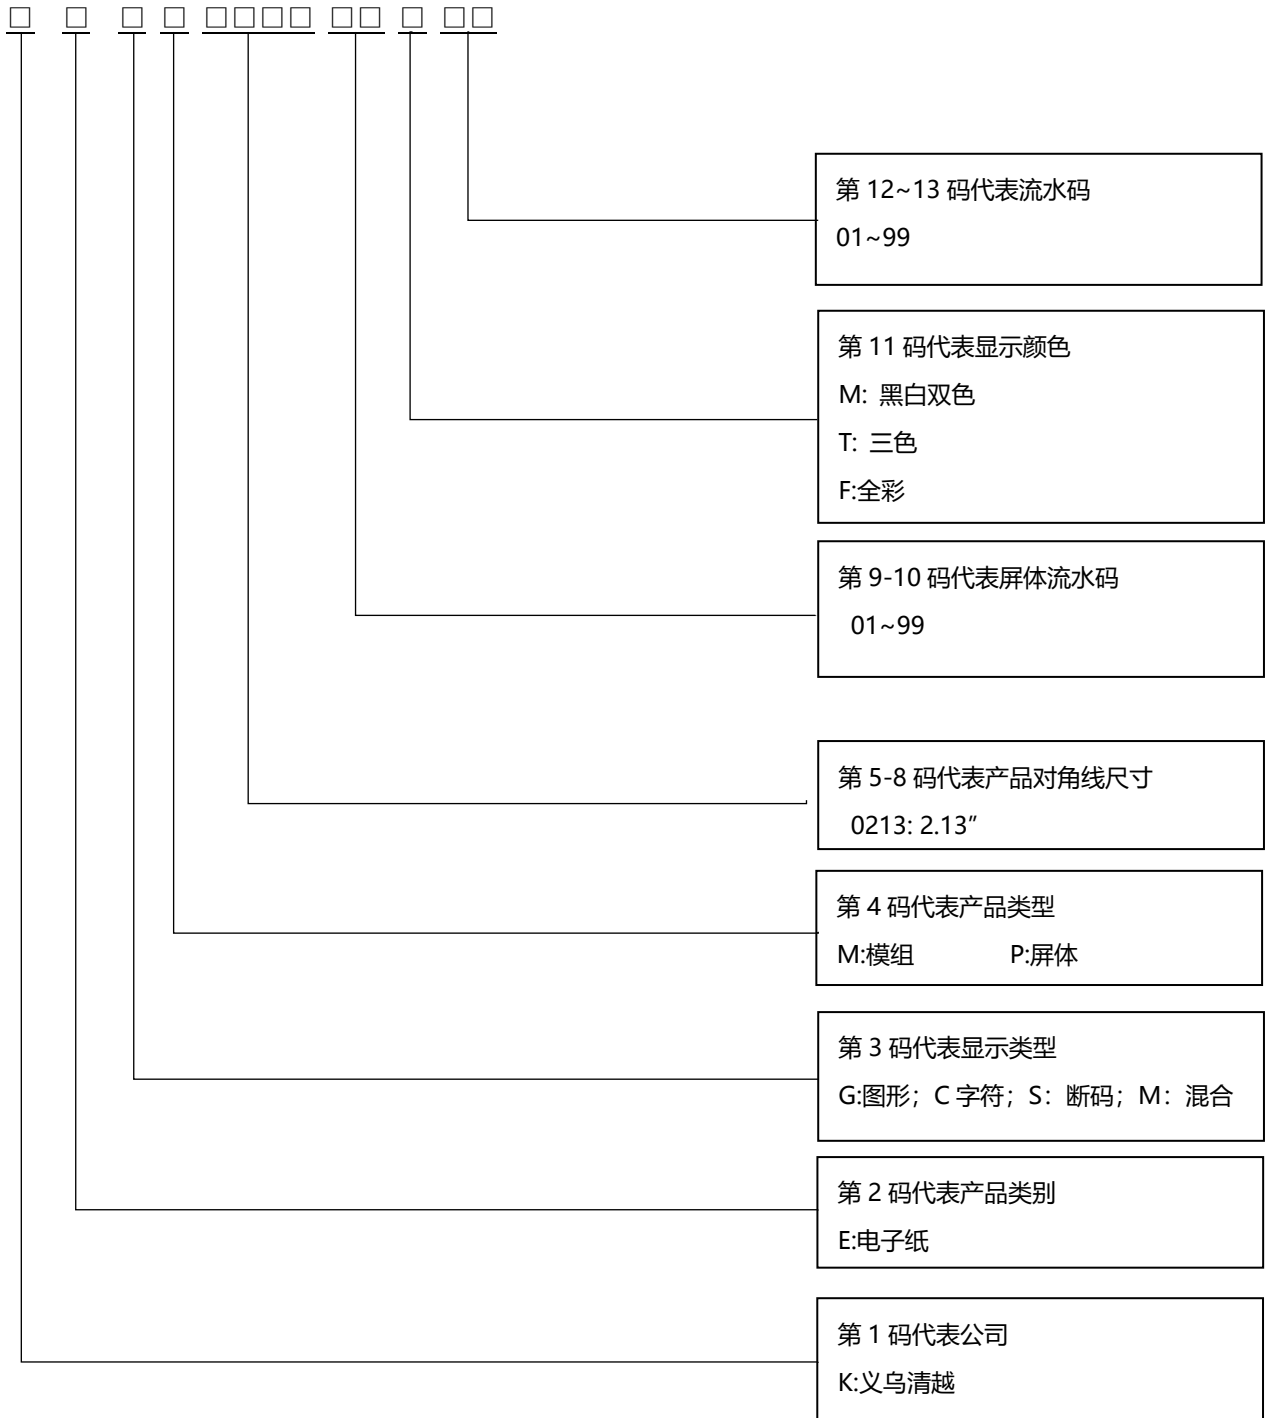 □ □ □ □ □□□□ □□ □ □□
第 12~13 码代表流水码
01~99
第 11 码代表显示颜色
M: 黑白双色
T: 三色
F:全彩
第 9-10 码代表屏体流水码
01~99
第 5-8 码代表产品对角线尺寸
0213: 2.13”
第 4 码代表产品类型
M:模组 P:屏体
第 3 码代表显示类型
G:图形；C 字符；S：断码；M：混合
第 2 码代表产品类别
E:电子纸
第 1 码代表公司
K:义乌清越